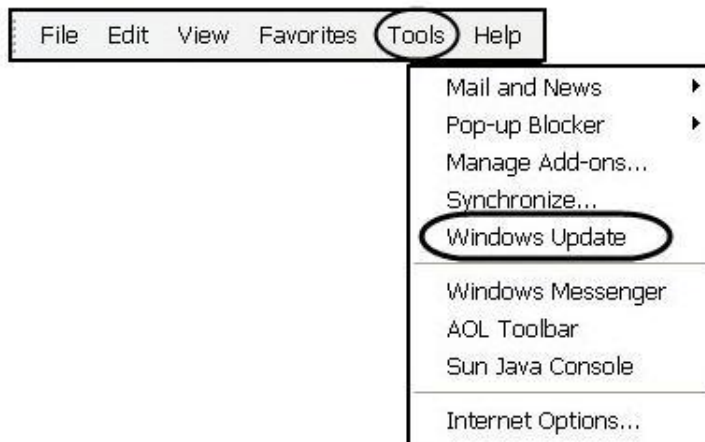 File Edit View Favorites Tools Help
Mail and News
Pop-up Blocker
Manage Add-ons...
Synchronize...
Windows Update
Windows Messenger
AOL Toolbar
Sun Java Console
Internet Options...